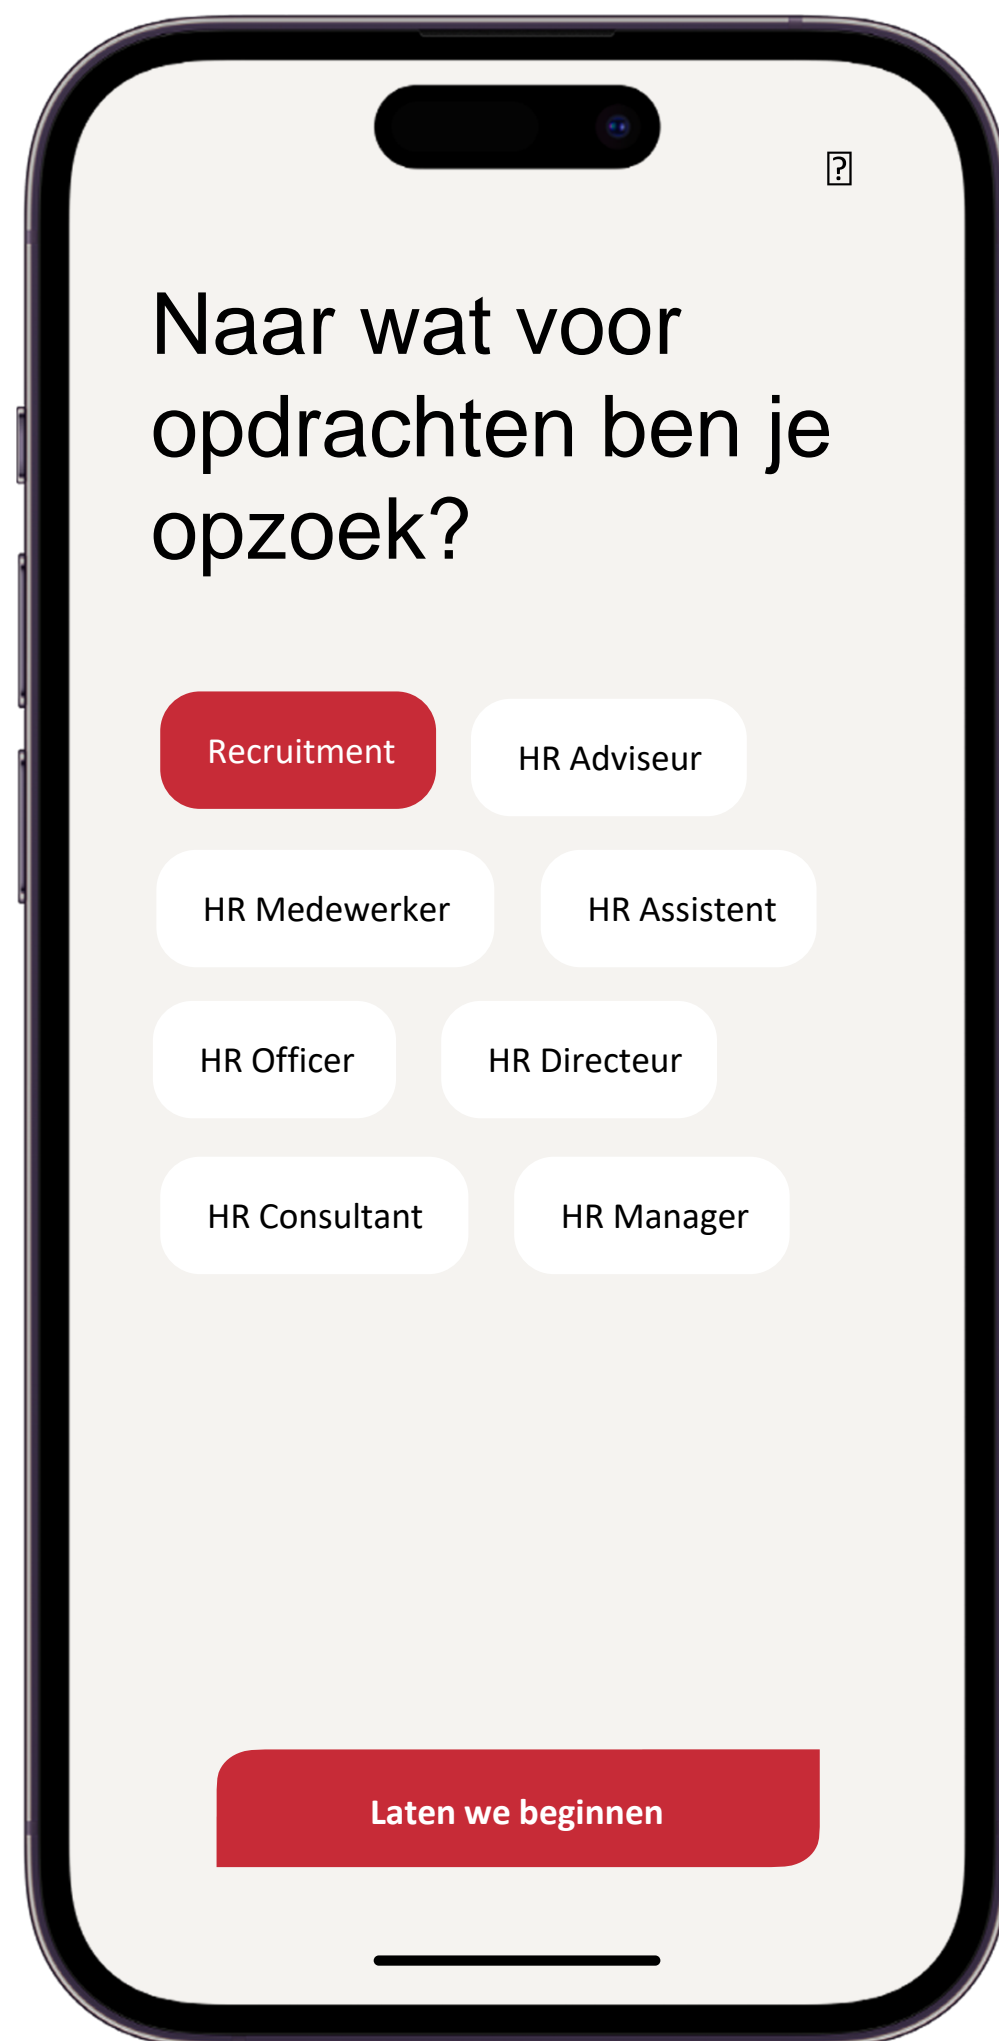 Naar wat voor
opdrachten ben je
opzoek?
Recruitment
HR Adviseur
HR Medewerker
HR Assistent
HR Officer
HR Directeur
HR Consultant
HR Manager
Laten we beginnen